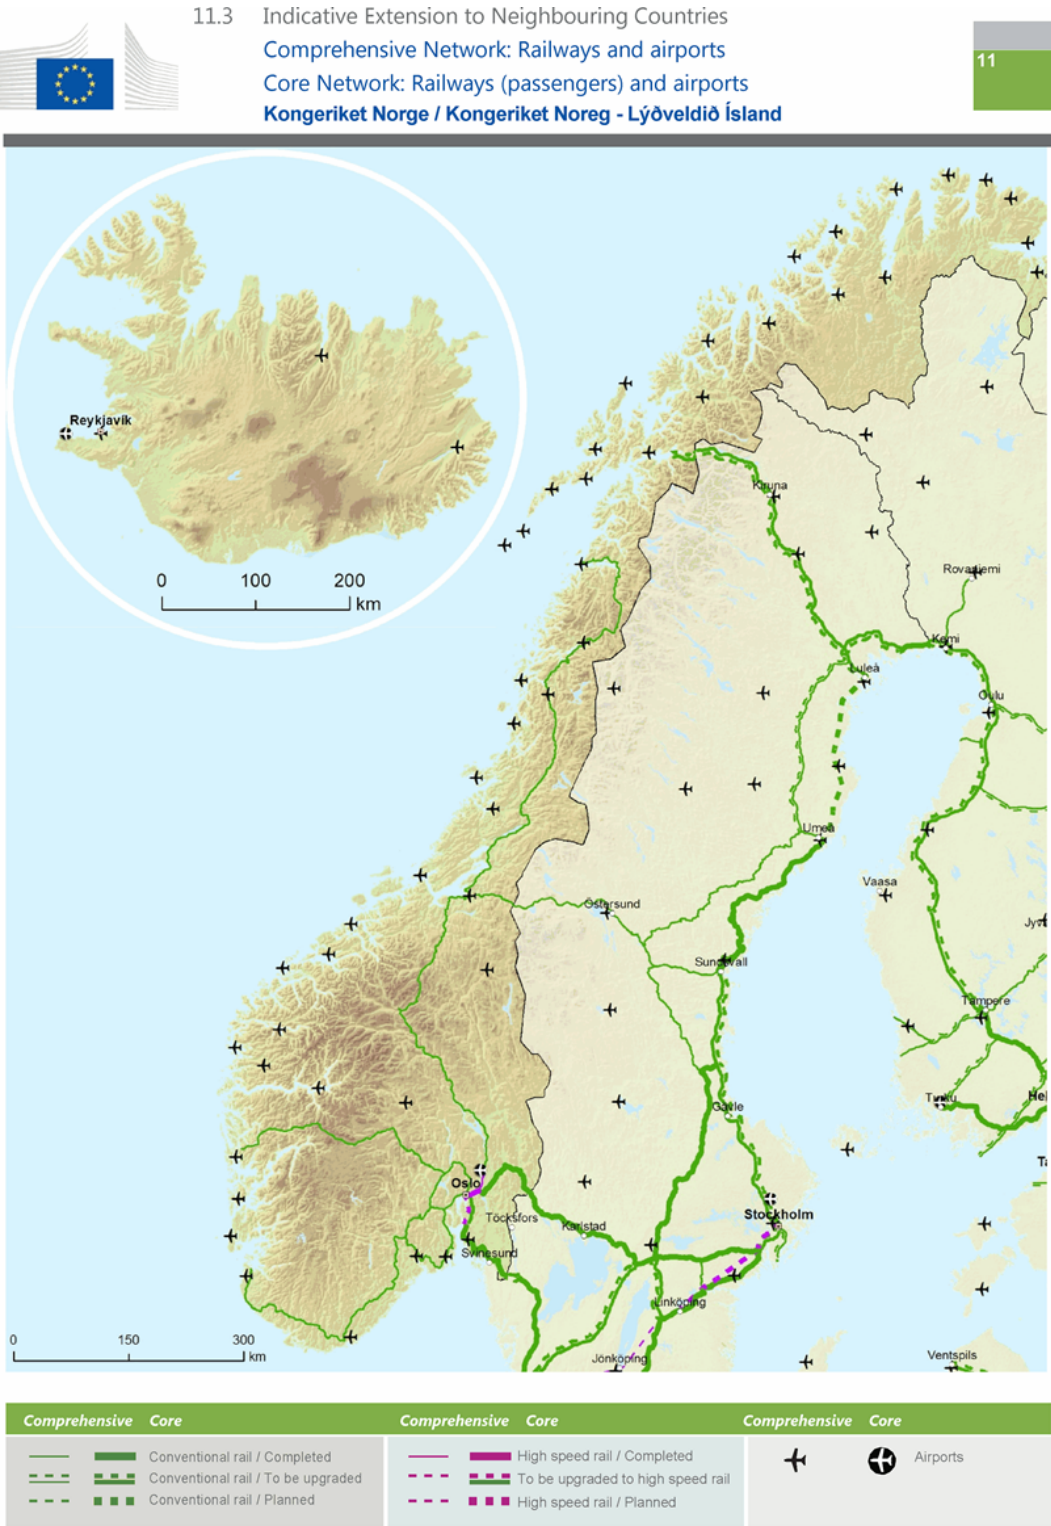 11.3 Indicative Extension to Neighbouring Countries
Comprehensive Network: Railways and airports
Core Network: Railways (passengers) and airports
Kongeriket Norge / Kongeriket Noreg - Lýðveldið Ísland
11
Reykjavík
0 100 200
km
Kiruna
Rovaniemi
Kemi
Luleå
Oulu
Umeå
Vaasa
Östersund
Jyv
Sundsvall
Tampere
Gävle
Turku
Hel
Ta
Oslo
Töcksfors
Karlstad
Stockholm
Svinesund
Linköping
0 150 300
km
Jönköping
Ventspils
Comprehensive Core Comprehensive Core Comprehensive Core
Conventional rail / Completed High speed rail / Completed Airports
Conventional rail / To be upgraded To be upgraded to high speed rail
Conventional rail / Planned High speed rail / Planned